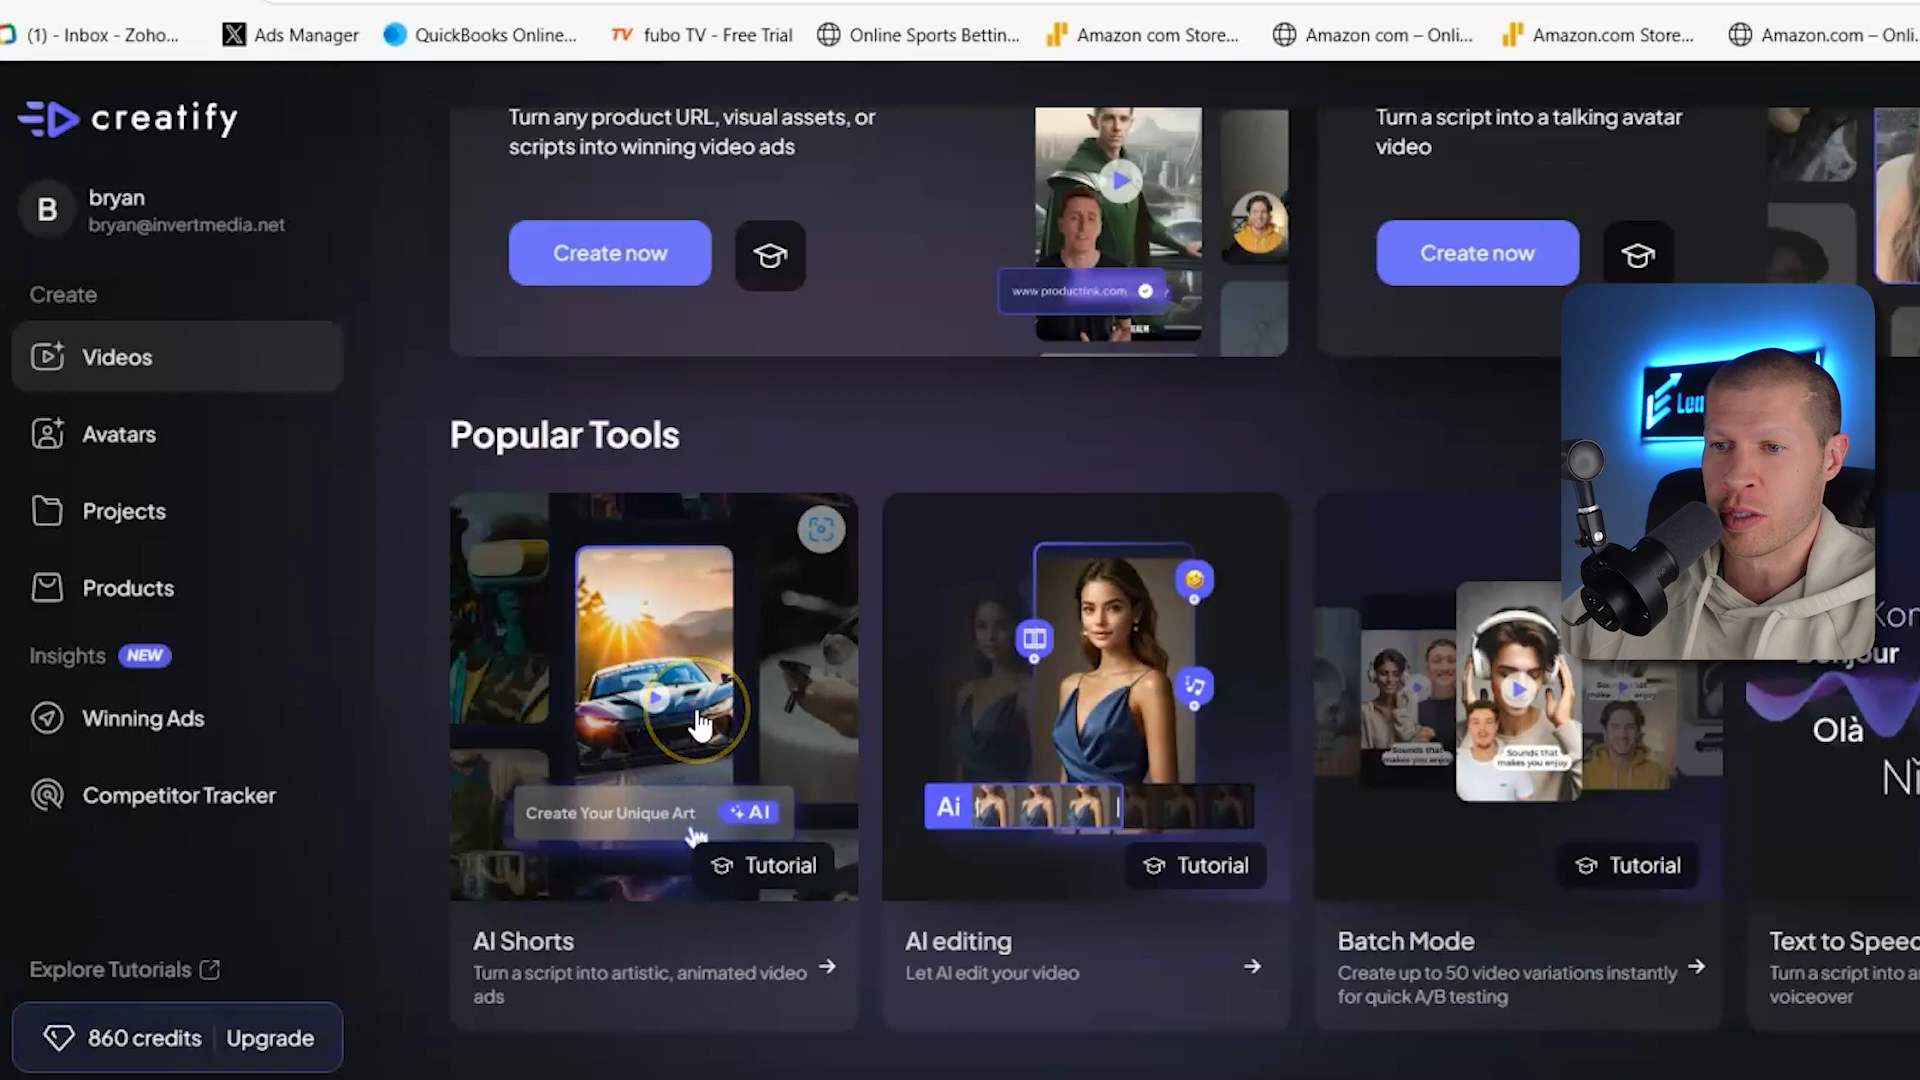 (1) - Inbox - Zoho...
Ads Manager
QuickBooks Online...
TV fubo TV - Free Trial
Online Sports Bettin...
Amazon com Store...
Amazon com – Onli...
Amazon.com Store...
Amazon.com – Onli...
creatify
B
bryan
bryan@invertmedia.net
Create
Videos
Avatars
Projects
Products
Insights NEW
Winning Ads
Competitor Tracker
Explore Tutorials
860 credits
Upgrade
Turn any product URL, visual assets, or
scripts into winning video ads
Create now
www productlink.com
Turn a script into a talking avatar
video
Create now
Popular Tools
Create Your Unique Art
AI
Tutorial
AI Shorts
Turn a script into artistic, animated video
ads
Ai
Tutorial
AI editing
Let AI edit your video
Sounds that
makes you enjoy
Tutorial
Batch Mode
Create up to 50 video variations instantly
for quick A/B testing
Olà
Text to Speec
Turn a script into a
voiceover